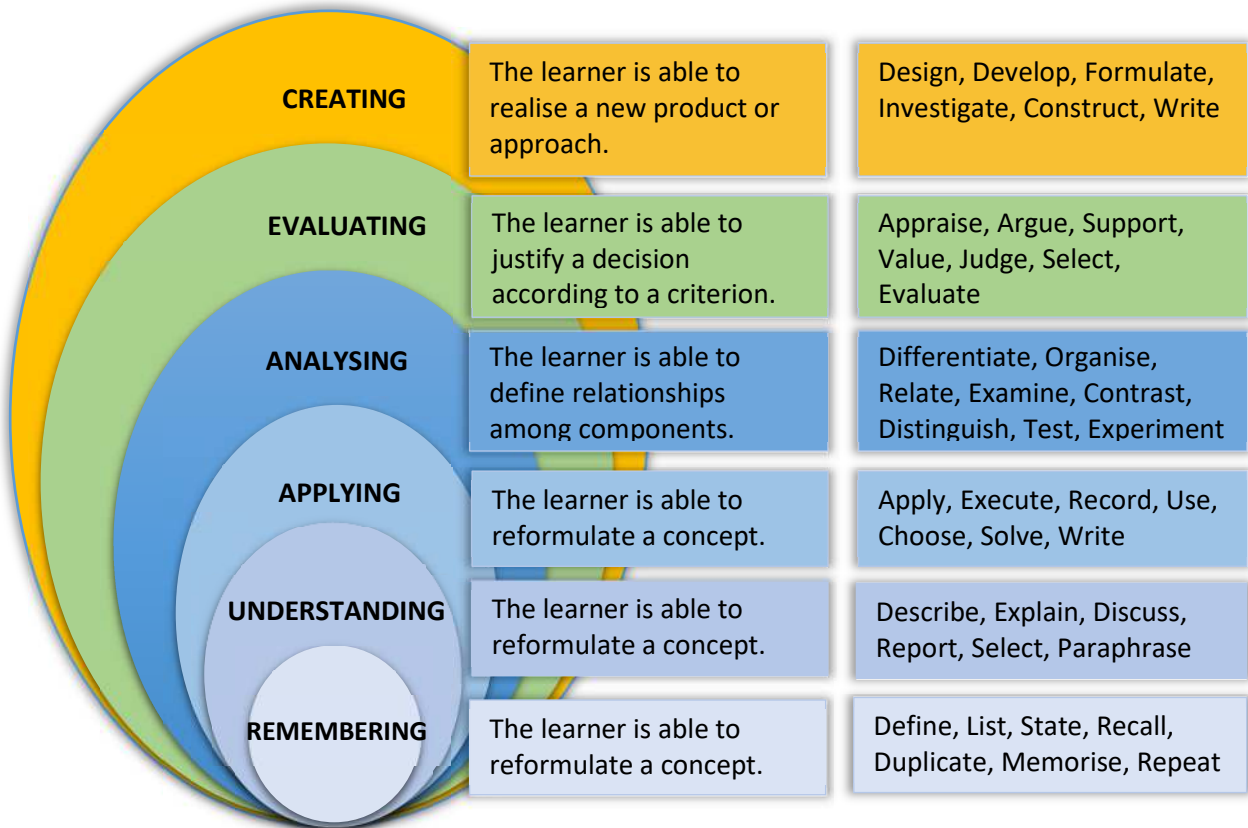 CREATING
The learner is able to
realise a new product or
approach.
Design, Develop, Formulate,
Investigate, Construct, Write
EVALUATING
The learner is able to
justify a decision
according to a criterion.
Appraise, Argue, Support,
Value, Judge, Select,
Evaluate
ANALYSING
The learner is able to
define relationships
among components.
Differentiate, Organise,
Relate, Examine, Contrast,
Distinguish, Test, Experiment
APPLYING
The learner is able to
reformulate a concept.
Apply, Execute, Record, Use,
Choose, Solve, Write
UNDERSTANDING
The learner is able to
reformulate a concept.
Describe, Explain, Discuss,
Report, Select, Paraphrase
REMEMBERING
The learner is able to
reformulate a concept.
Define, List, State, Recall,
Duplicate, Memorise, Repeat